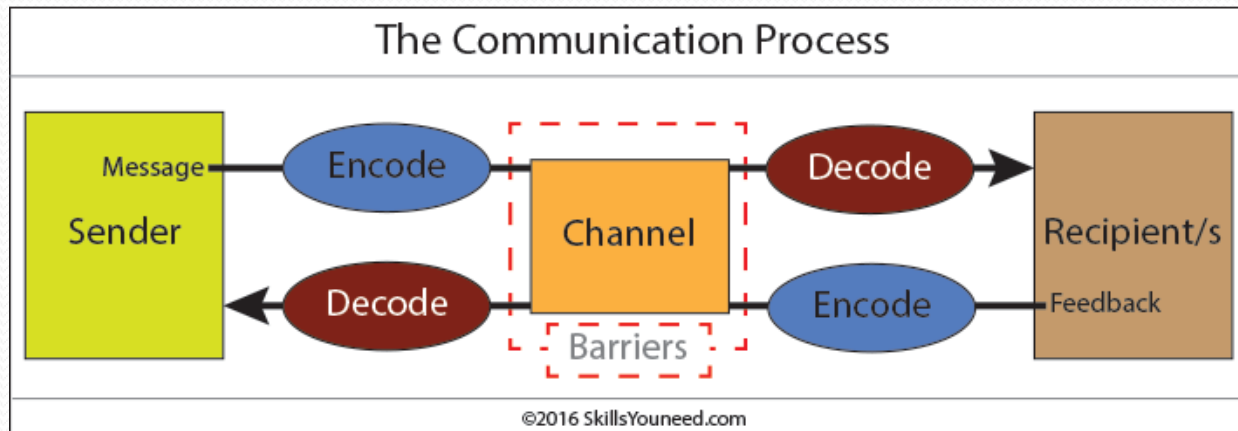 The Communication Process
Message
Encode
Decode
Sender
Channel
Recipient/s
Decode
Encode
Feedback
Barriers
©2016 SkillsYouneed.com